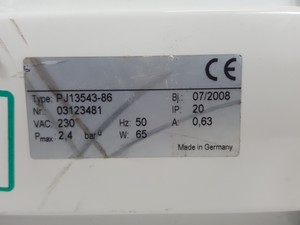 CE
Type: PJ13543-86 Bj.: 07/2008
Nr.: 03123481 IP: 20
VAC: 230 Hz: 50 A: 0,63
Pmax: 2,4 bar ü W: 65
Made in Germany